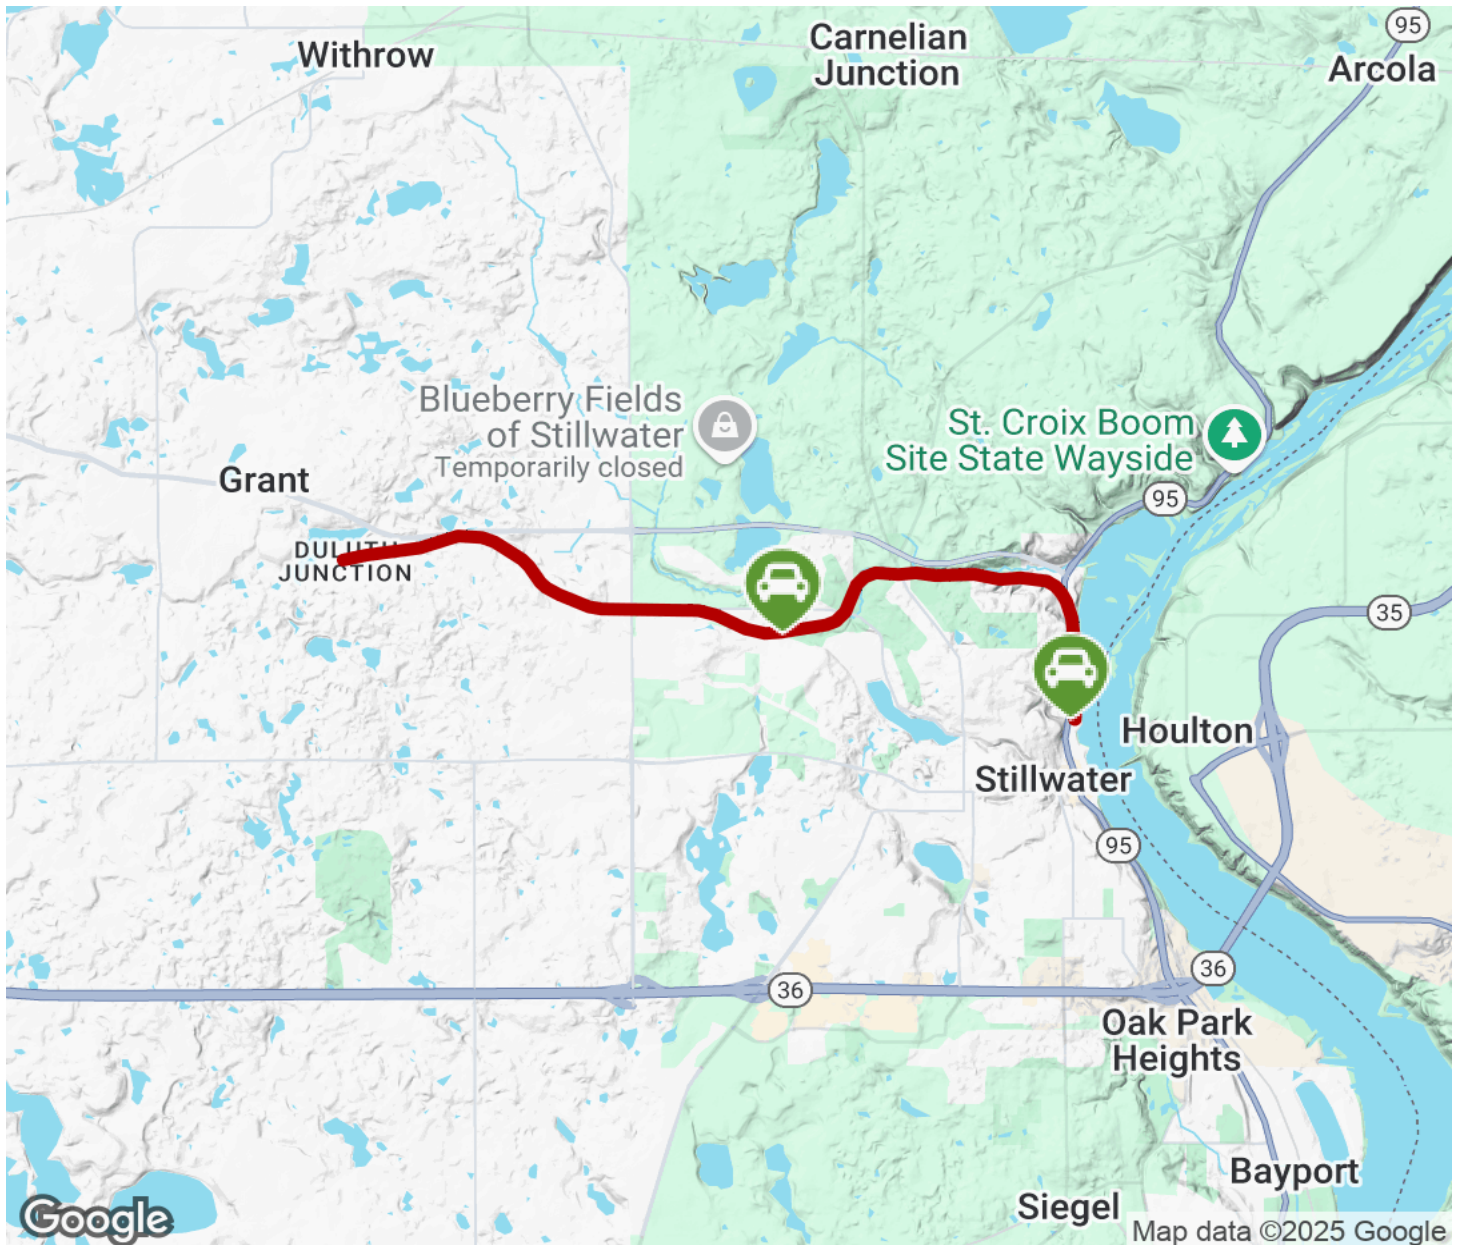 Withrow
Carnelian
Junction
95
Arcola
Blueberry Fields
of Stillwater
Temporarily closed
St. Croix Boom
Site State Wayside
Grant
95
DULUTH
JUNCTION
35
Houlton
Stillwater
95
36
36
Oak Park
Heights
Bayport
Siegel
Google
Map data ©2025 Google